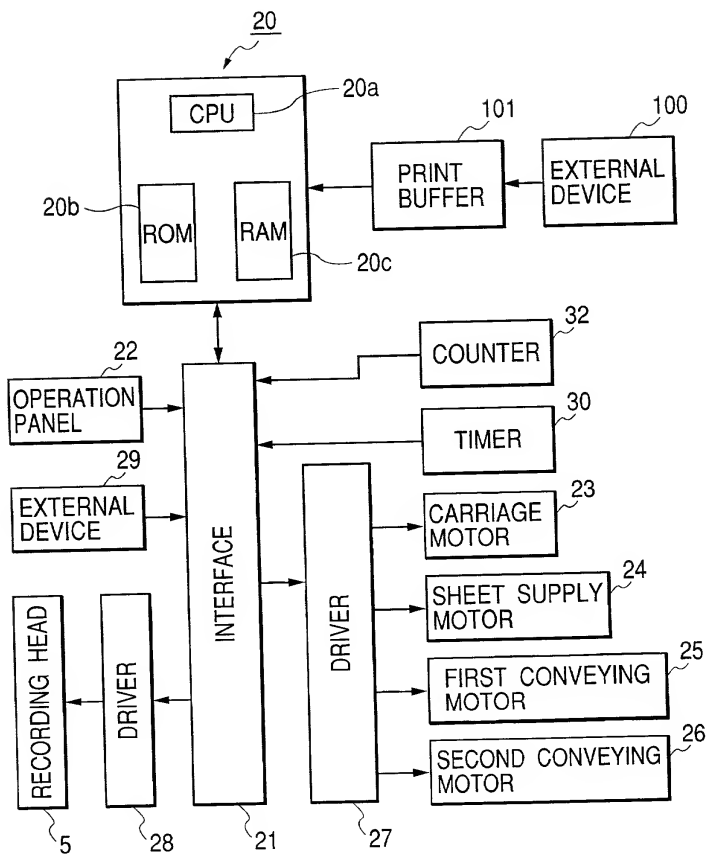 20
CPU
20a
ROM
20b
RAM
20c
101
PRINT
BUFFER
100
EXTERNAL
DEVICE
22
OPERATION
PANEL
29
EXTERNAL
DEVICE
32
COUNTER
30
TIMER
23
CARRIAGE
MOTOR
24
SHEET SUPPLY
MOTOR
25
FIRST CONVEYING
MOTOR
26
SECOND CONVEYING
MOTOR
RECORDING HEAD
5
DRIVER
28
INTERFACE
21
DRIVER
27